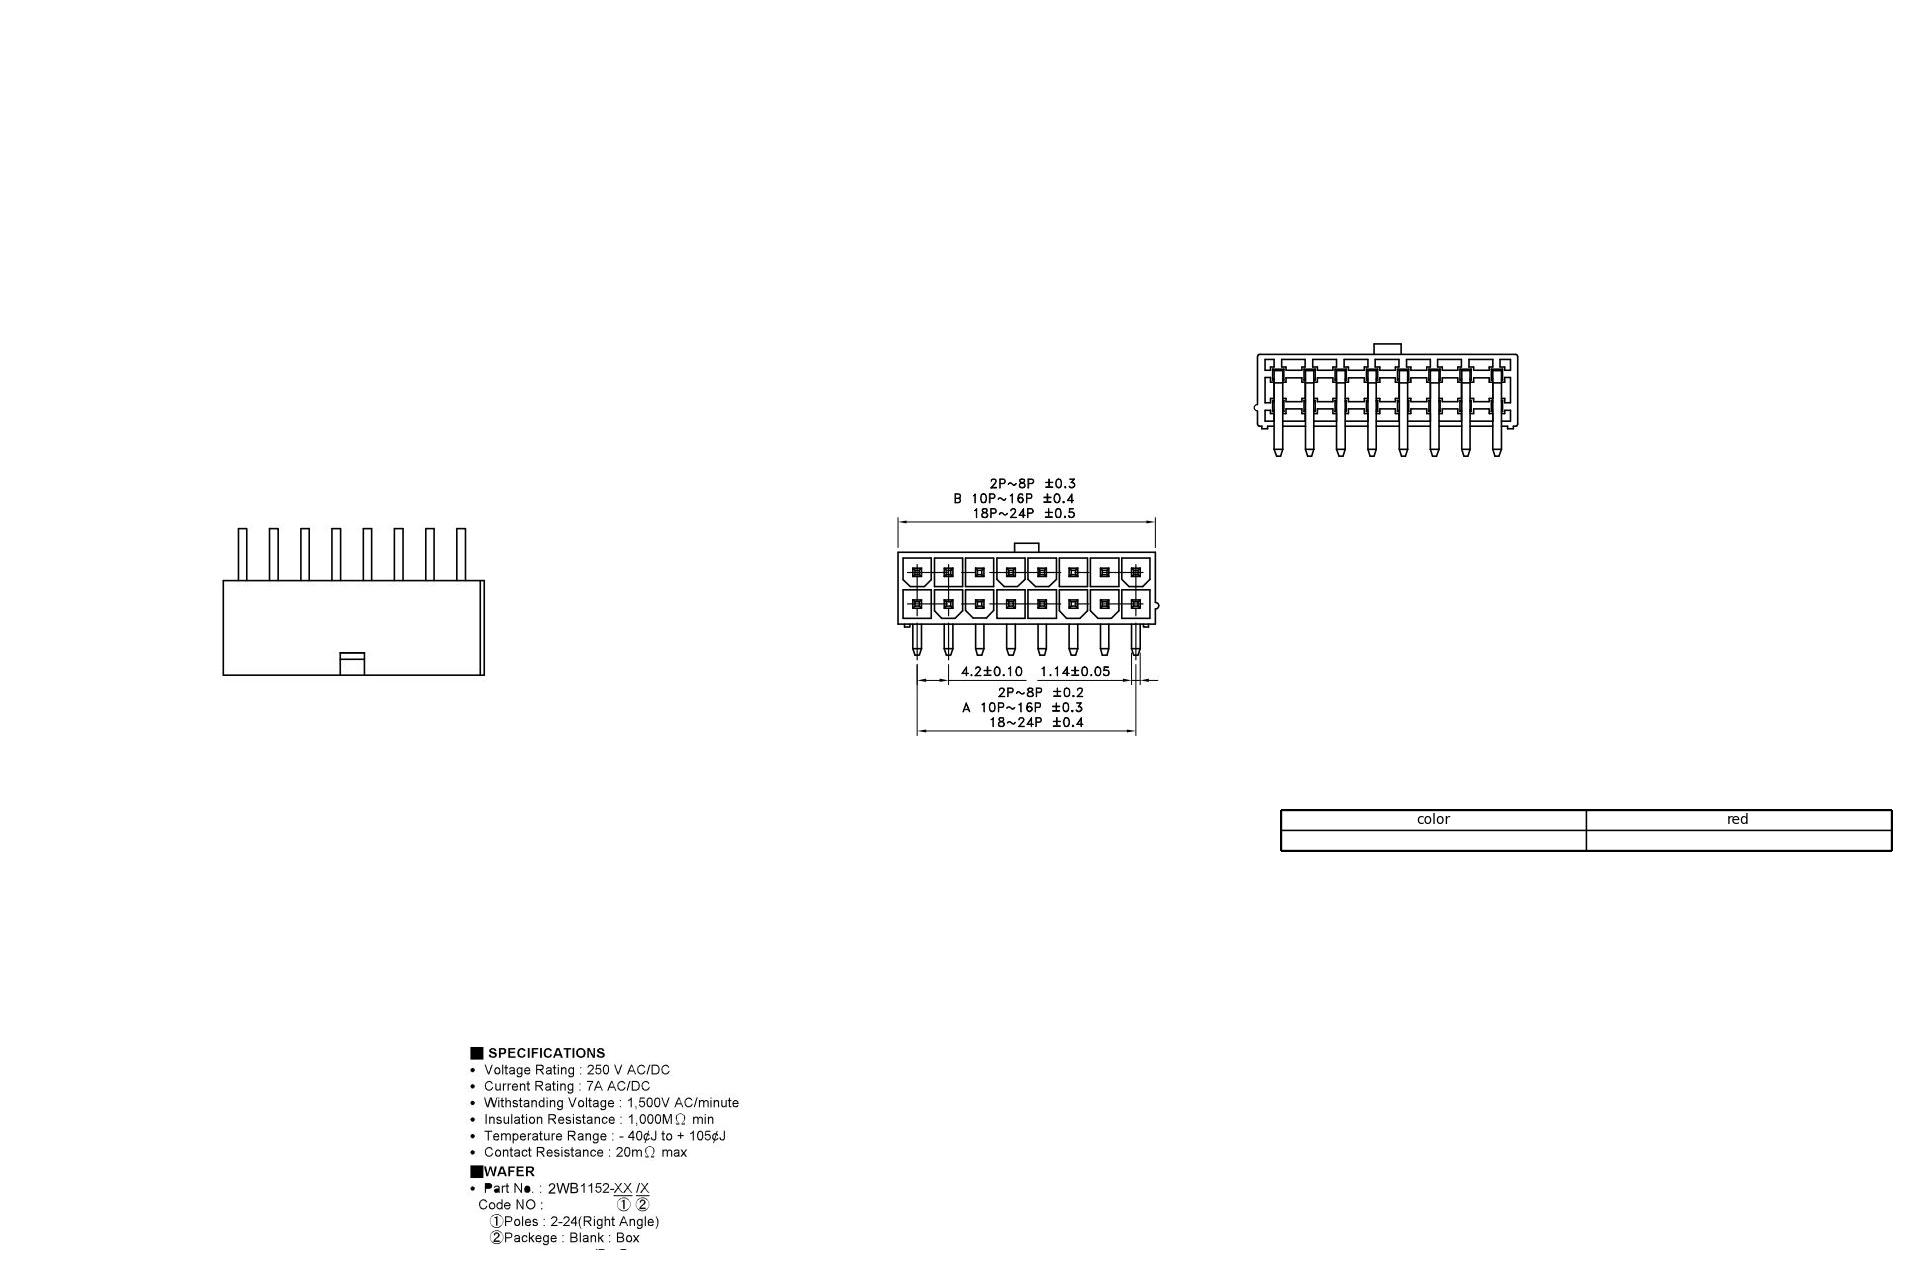 2P~8P ±0.3
B 10P~16P ±0.4
18P~24P ±0.5
4.2±0.10 1.14±0.05
2P~8P ±0.2
A 10P~16P ±0.3
18~24P ±0.4
color red
■ SPECIFICATIONS
• Voltage Rating : 250 V AC/DC
• Current Rating : 7A AC/DC
• Withstanding Voltage : 1,500V AC/minute
• Insulation Resistance : 1,000MΩ min
• Temperature Range : - 40¢J to + 105¢J
• Contact Resistance : 20mΩ max
■WAFER
• Part No. : 2WB1152-XX /X
Code NO : ① ②
①Poles : 2-24(Right Angle)
②Packege : Blank : Box